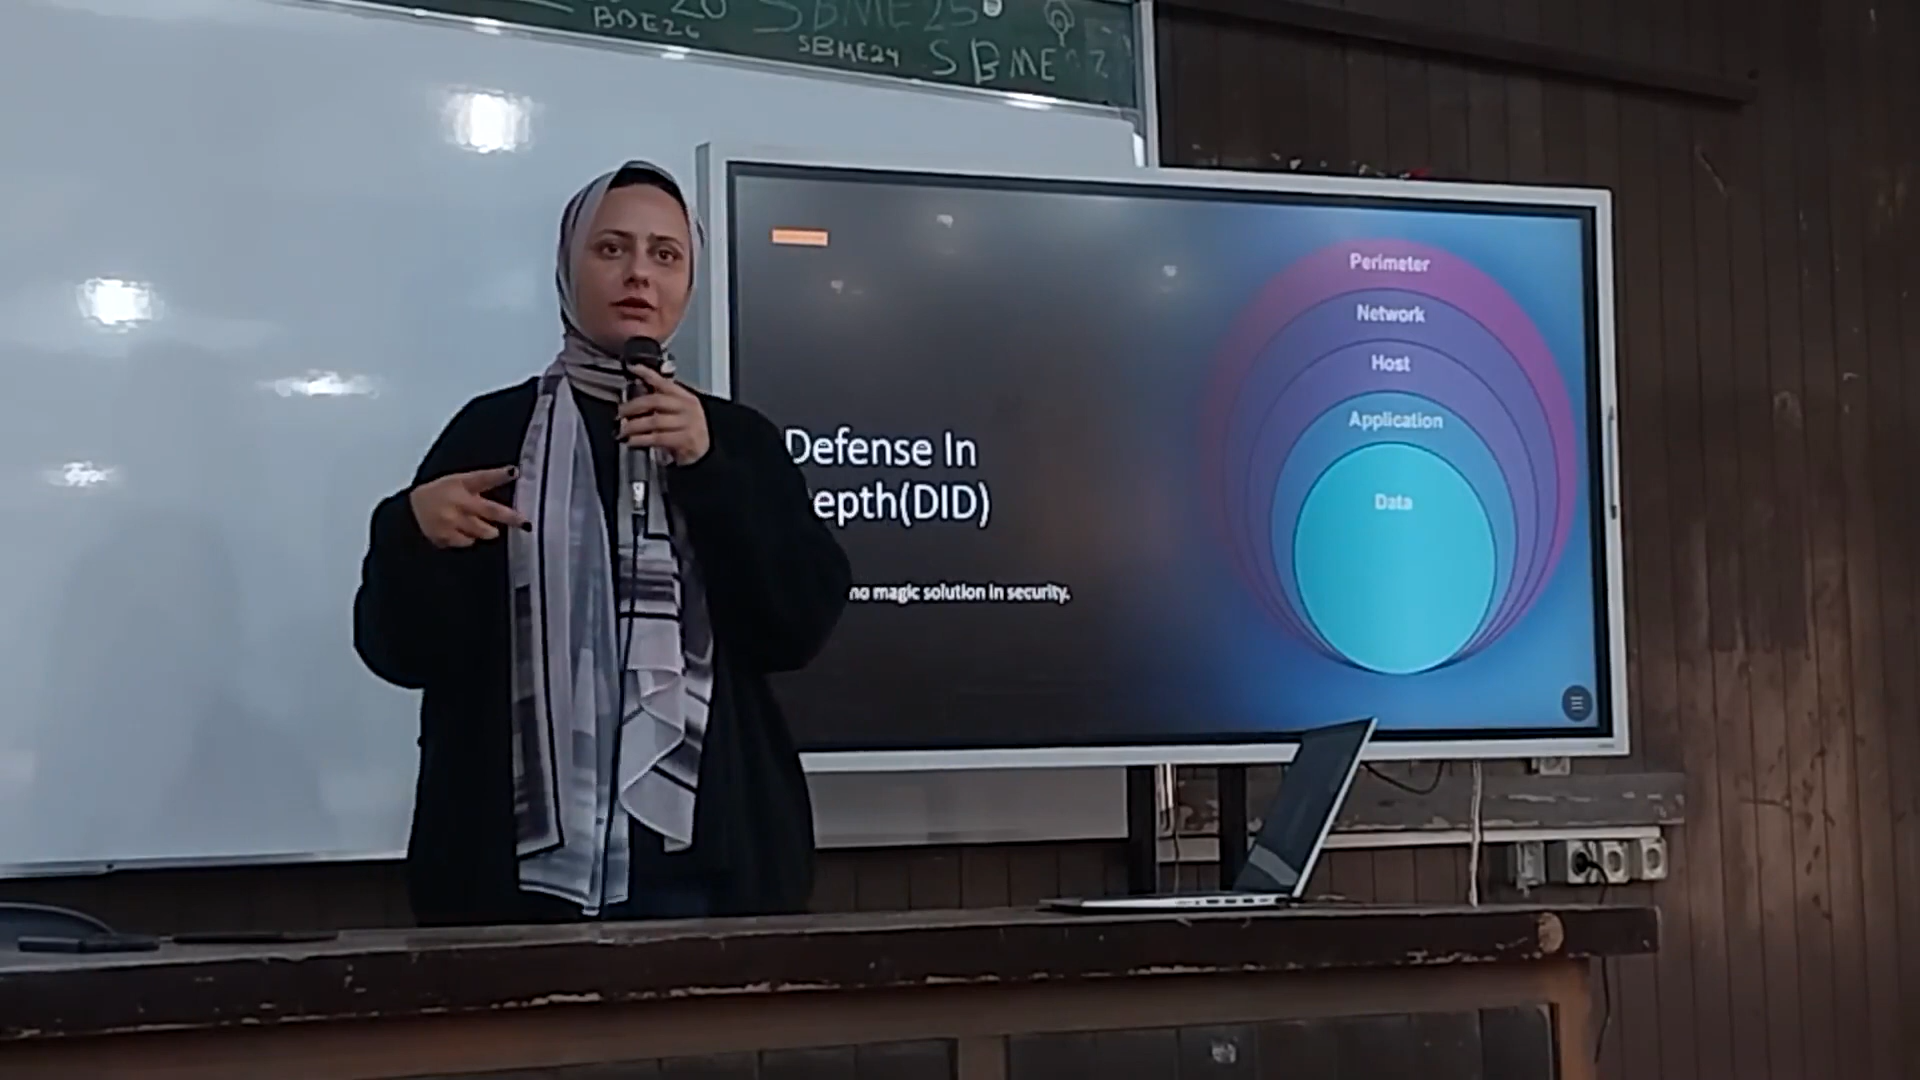 BDE26
SBME25
SBME24
SBME
Perimeter
Network
Host
Application
Data
Defense In
epth(DID)
no magic solution in security.